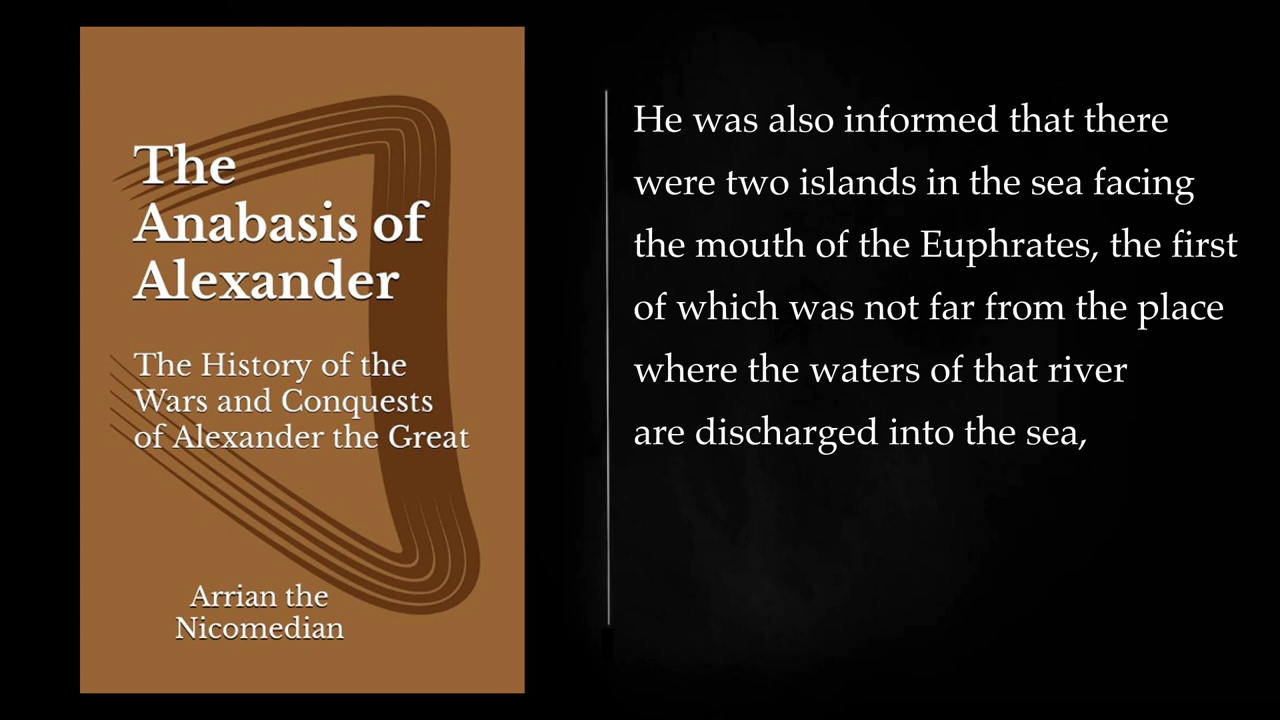 The
Anabasis of
Alexander
The History of the
Wars and Conquests
of Alexander the Great
Arrian the
Nicomedian
He was also informed that there
were two islands in the sea facing
the mouth of the Euphrates, the first
of which was not far from the place
where the waters of that river
are discharged into the sea,